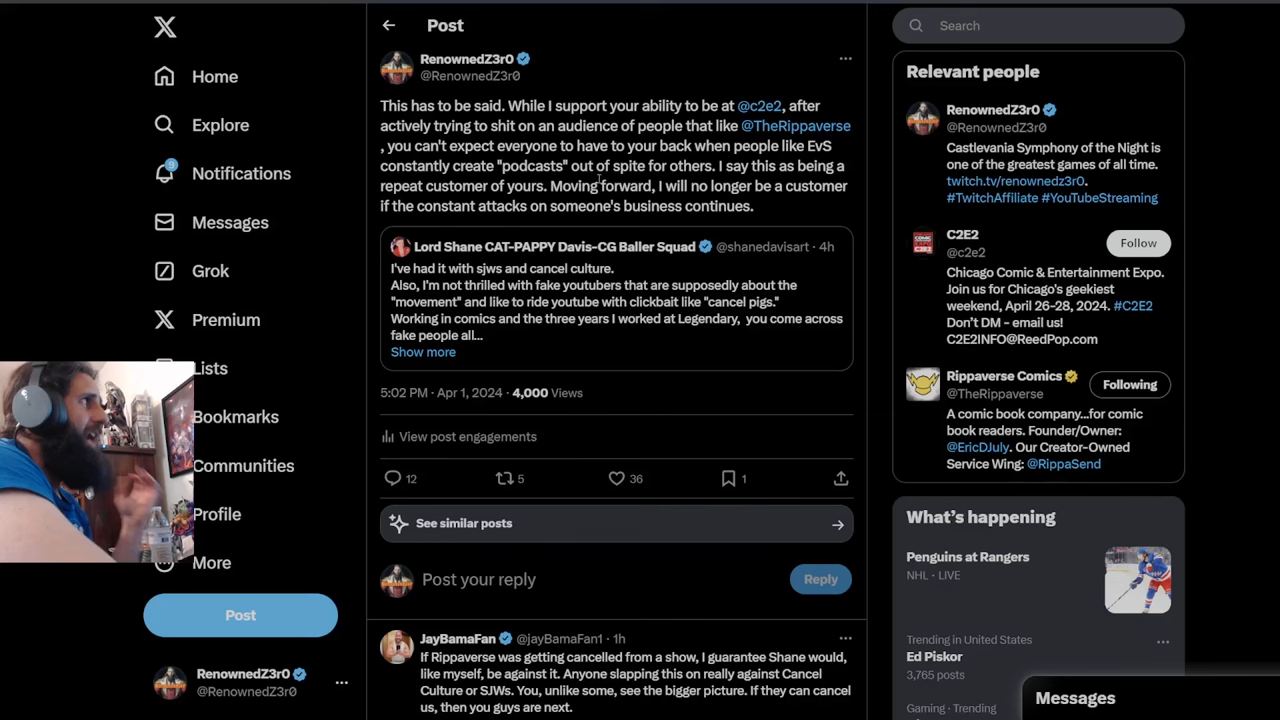 Home
Explore
9
Notifications
Messages
Grok
Premium
Lists
Bookmarks
Communities
Profile
More
Post
RenownedZ3r0
@RenownedZ3r0
Post
RenownedZ3r0
@RenownedZ3r0
This has to be said. While I support your ability to be at @c2e2, after
actively trying to shit on an audience of people that like @TheRippaverse
, you can't expect everyone to have to your back when people like EvS
constantly create "podcasts" out of spite for others. I say this as being a
repeat customer of yours. Moving forward, I will no longer be a customer
if the constant attacks on someone's business continues.
Lord Shane CAT-PAPPY Davis-CG Baller Squad @shanedavisart · 4h
I've had it with sjws and cancel culture.
Also, I'm not thrilled with fake youtubers that are supposedly about the
"movement" and like to ride youtube with clickbait like "cancel pigs."
Working in comics and the three years I worked at Legendary, you come across
fake people all...
Show more
5:02 PM · Apr 1, 2024 · 4,000 Views
View post engagements
12
5
36
1
See similar posts
Post your reply
Reply
JayBamaFan @jayBamaFan1 · 1h
If Rippaverse was getting cancelled from a show, I guarantee Shane would,
like myself, be against it. Anyone slapping this on really against Cancel
Culture or SJWs. You, unlike some, see the bigger picture. If they can cancel
us, then you guys are next.
Search
Relevant people
RenownedZ3r0
@RenownedZ3r0
Castlevania Symphony of the Night is
one of the greatest games of all time.
twitch.tv/renownedz3r0.
#TwitchAffiliate #YouTubeStreaming
C2E2
@c2e2
Follow
Chicago Comic & Entertainment Expo.
Join us for Chicago's geekiest
weekend, April 26-28, 2024. #C2E2
Don't DM - email us!
C2E2INFO@ReedPop.com
Rippaverse Comics
@TheRippaverse
Following
A comic book company...for comic
book readers. Founder/Owner:
@EricDJuly. Our Creator-Owned
Service Wing: @RippaSend
What's happening
Penguins at Rangers
NHL · LIVE
Trending in United States
Ed Piskor
3,765 posts
Gaming · Trending
Messages